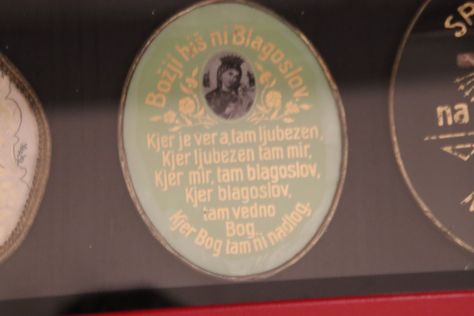 Božji hiš ni Blagoslov
Kjer je vera, tam ljubezen,
Kjer ljubezen tam mir,
Kjer mir, tam blagoslov,
Kjer blagoslov,
tam vedno
Bog.
Kjer Bog tam ni nadlog.
SP
na